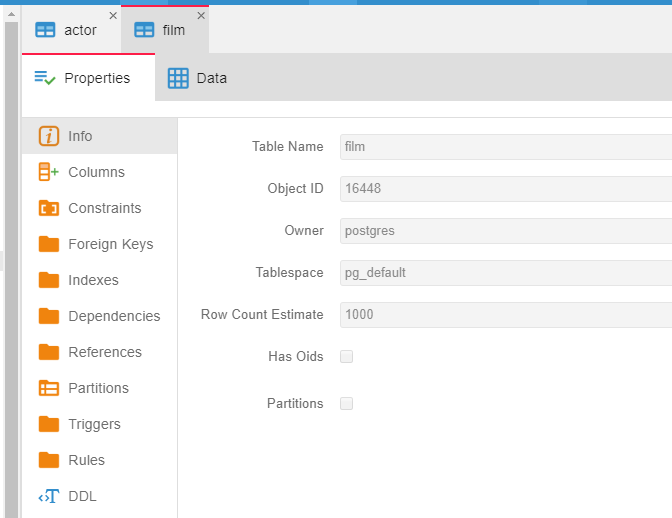 actor
film
Properties
Data
Info
Columns
Constraints
Foreign Keys
Indexes
Dependencies
References
Partitions
Triggers
Rules
DDL
Table Name film
Object ID 16448
Owner postgres
Tablespace pg_default
Row Count Estimate 1000
Has Oids
Partitions